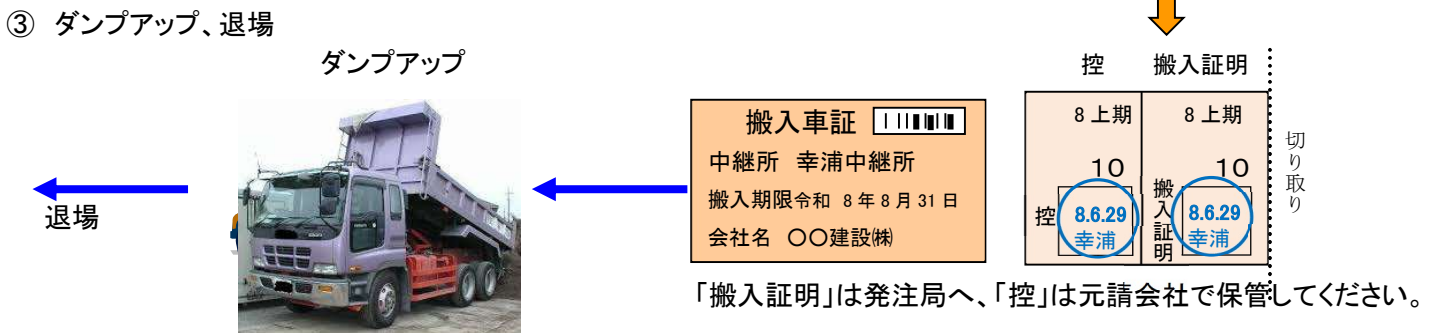 ③ ダンプアップ、退場
ダンプアップ
退場
搬入車証
中継所 幸浦中継所
搬入期限令和 8年8月31日
会社名 〇〇建設㈱
控 搬入証明
8上期 8上期
10 10
控
8.6.29
幸浦
搬入証明
8.6.29
幸浦
切り取り
「搬入証明」は発注局へ、「控」は元請会社で保管してください。